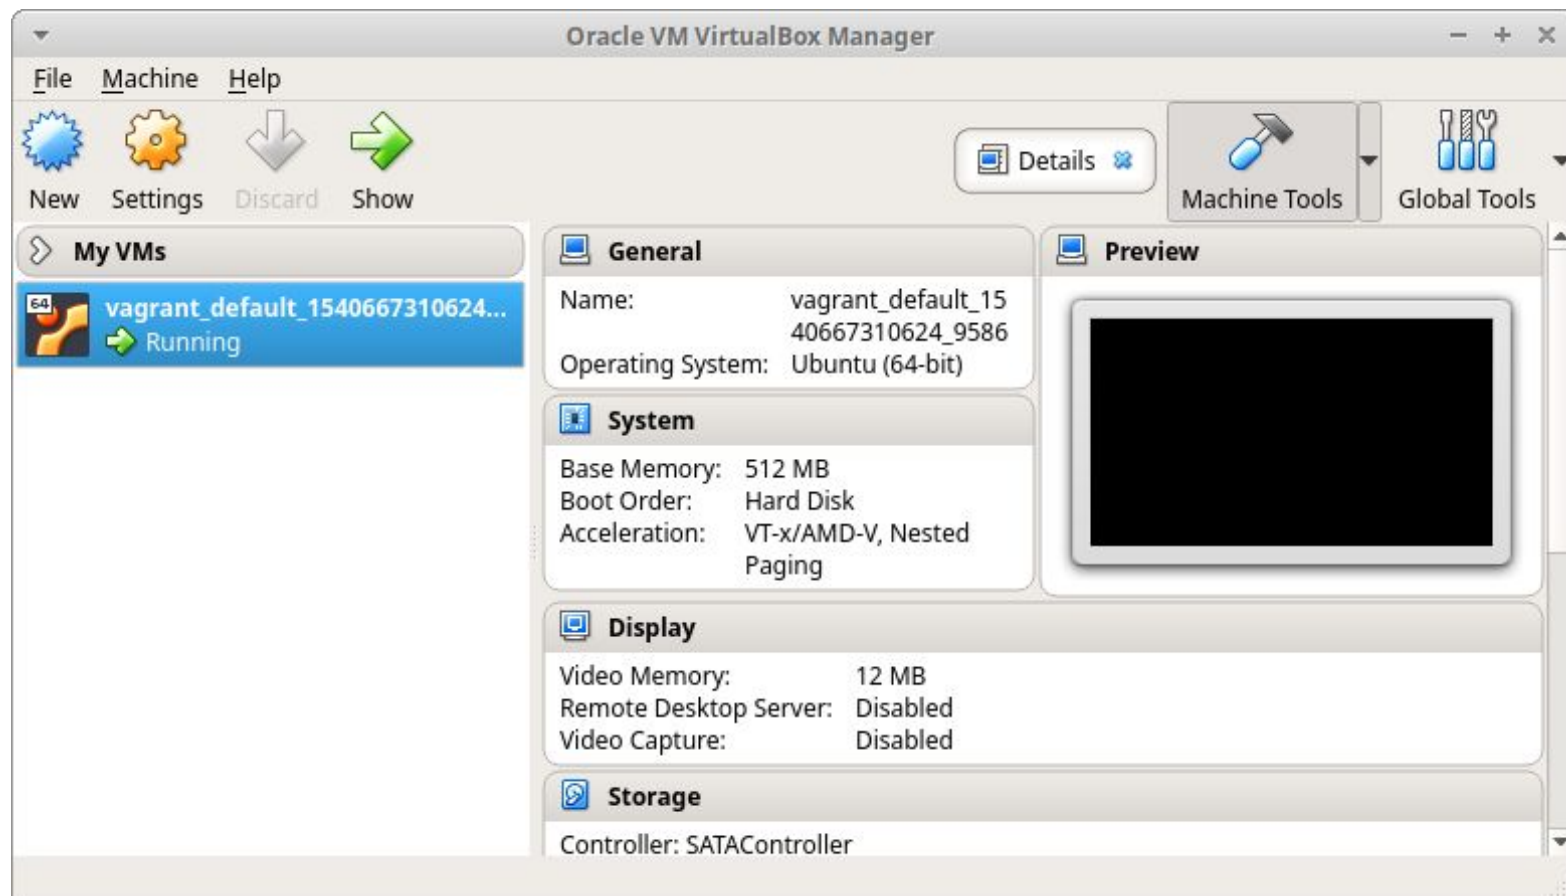 Oracle VM VirtualBox Manager
File Machine Help
New Settings Discard Show
Details
Machine Tools
Global Tools
My VMs
64
vagrant_default_1540667310624...
Running
General
Name: vagrant_default_15
40667310624_9586
Operating System: Ubuntu (64-bit)
System
Base Memory: 512 MB
Boot Order: Hard Disk
Acceleration: VT-x/AMD-V, Nested
Paging
Preview
Display
Video Memory: 12 MB
Remote Desktop Server: Disabled
Video Capture: Disabled
Storage
Controller: SATAController